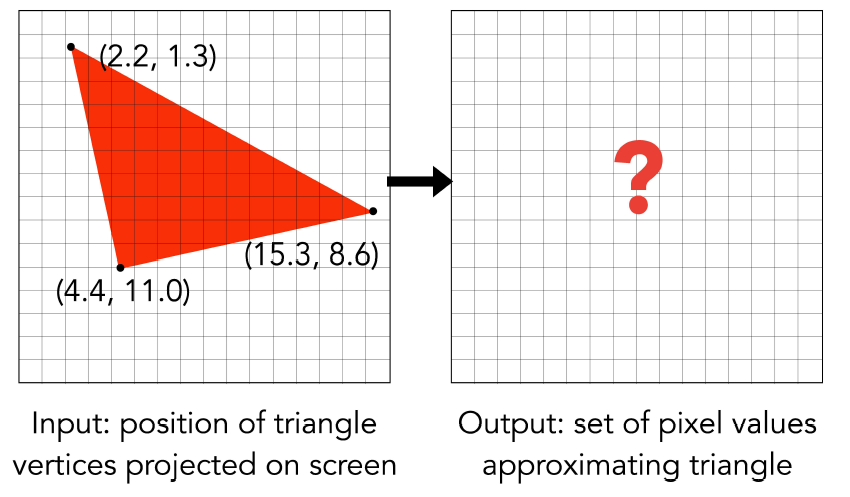 (2.2, 1.3)
(15.3, 8.6)
(4.4, 11.0)
?
Input: position of triangle
vertices projected on screen
Output: set of pixel values
approximating triangle